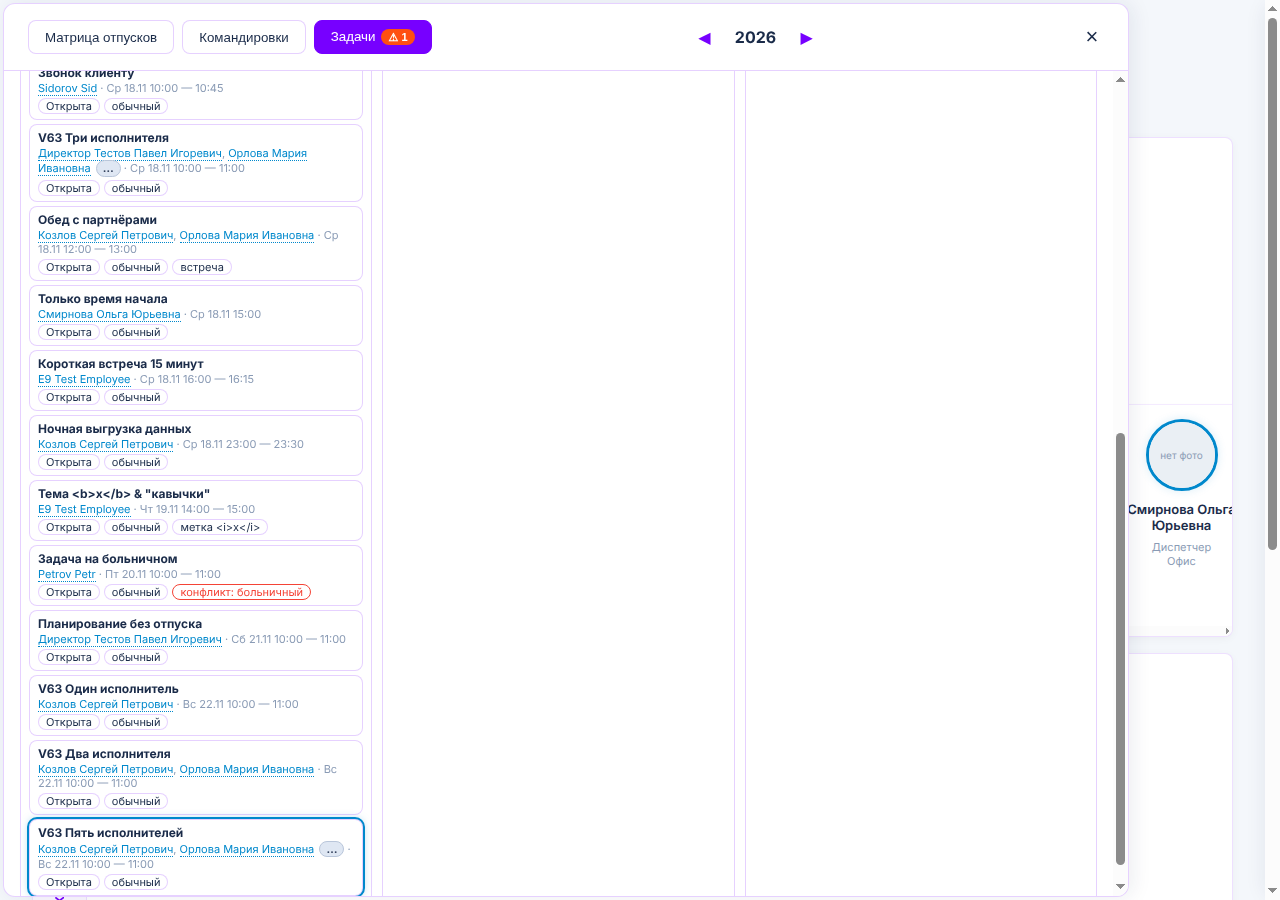 Матрица отпусков
Командировки
Задачи ⚠ 1
◀ 2026 ▶
×
Звонок клиенту
Sidorov Sid · Ср 18.11 10:00 — 10:45
Открыта обычный
V63 Три исполнителя
Директор Тестов Павел Игоревич, Орлова Мария
Ивановна ... · Ср 18.11 10:00 — 11:00
Открыта обычный
Обед с партнёрами
Козлов Сергей Петрович, Орлова Мария Ивановна · Ср
18.11 12:00 — 13:00
Открыта обычный встреча
Только время начала
Смирнова Ольга Юрьевна · Ср 18.11 15:00
Открыта обычный
Короткая встреча 15 минут
E9 Test Employee · Ср 18.11 16:00 — 16:15
Открыта обычный
Ночная выгрузка данных
Козлов Сергей Петрович · Ср 18.11 23:00 — 23:30
Открыта обычный
Тема <b>x</b> & "кавычки"
E9 Test Employee · Чт 19.11 14:00 — 15:00
Открыта обычный метка <i>x</i>
Задача на больничном
Petrov Petr · Пт 20.11 10:00 — 11:00
Открыта обычный конфликт: больничный
Планирование без отпуска
Директор Тестов Павел Игоревич · Сб 21.11 10:00 — 11:00
Открыта обычный
V63 Один исполнитель
Козлов Сергей Петрович · Вс 22.11 10:00 — 11:00
Открыта обычный
V63 Два исполнителя
Козлов Сергей Петрович, Орлова Мария Ивановна · Вс
22.11 10:00 — 11:00
Открыта обычный
V63 Пять исполнителей
Козлов Сергей Петрович, Орлова Мария Ивановна ... ·
Вс 22.11 10:00 — 11:00
Открыта обычный
нет фото
Смирнова Ольга
Юрьевна
Диспетчер
Офис